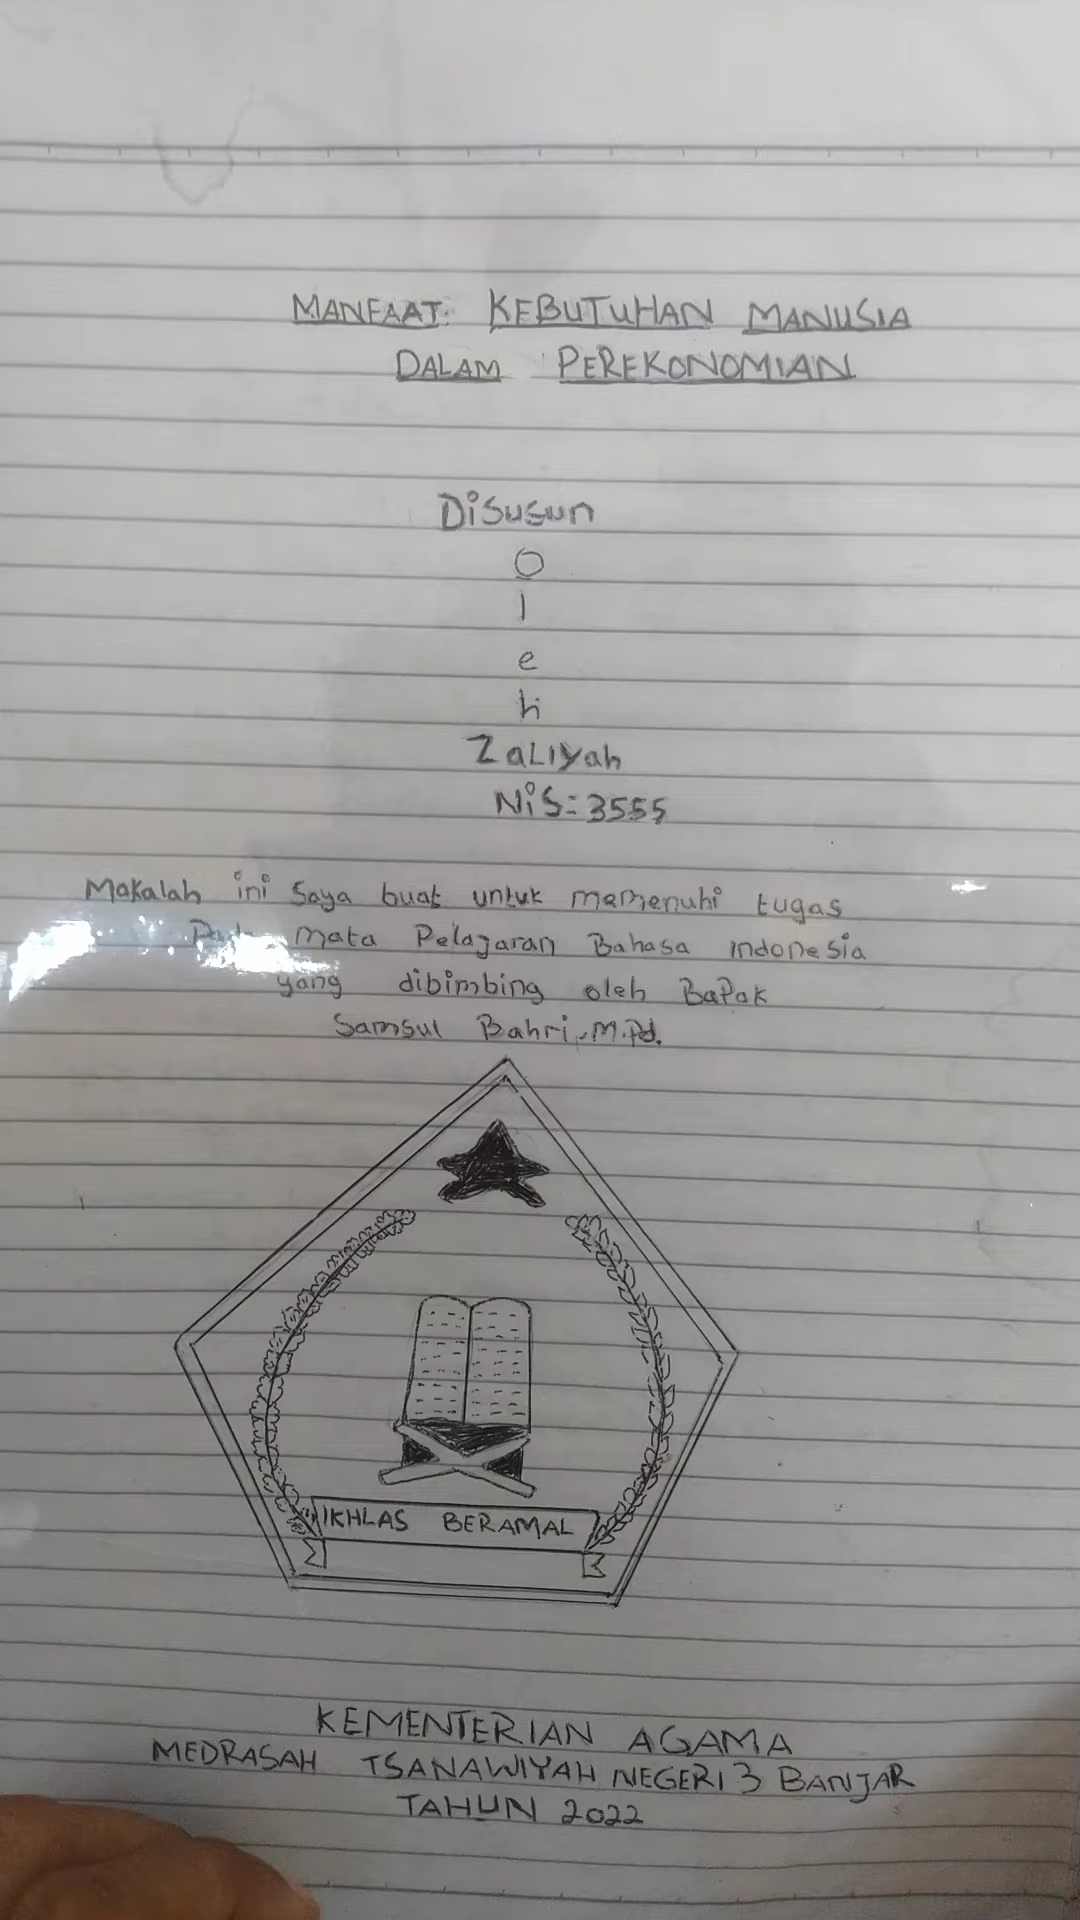 MANFAAT KEBUTUHAN MANUSIA
DALAM PEREKONOMIAN
Disusun
O
l
e
h
ZaLiyah
NiS: 3555
Makalah ini Saya buat untuk memenuhi tugas
Pada mata Pelajaran Bahasa indonesia
yang dibimbing oleh BaPak
Samsul Bahri, M.Pd.
IKHLAS BERAMAL
KEMENTERIAN AGAMA
MEDRASAH TSANAWIYAH NEGERI 3 BANJAR
TAHUN 2022